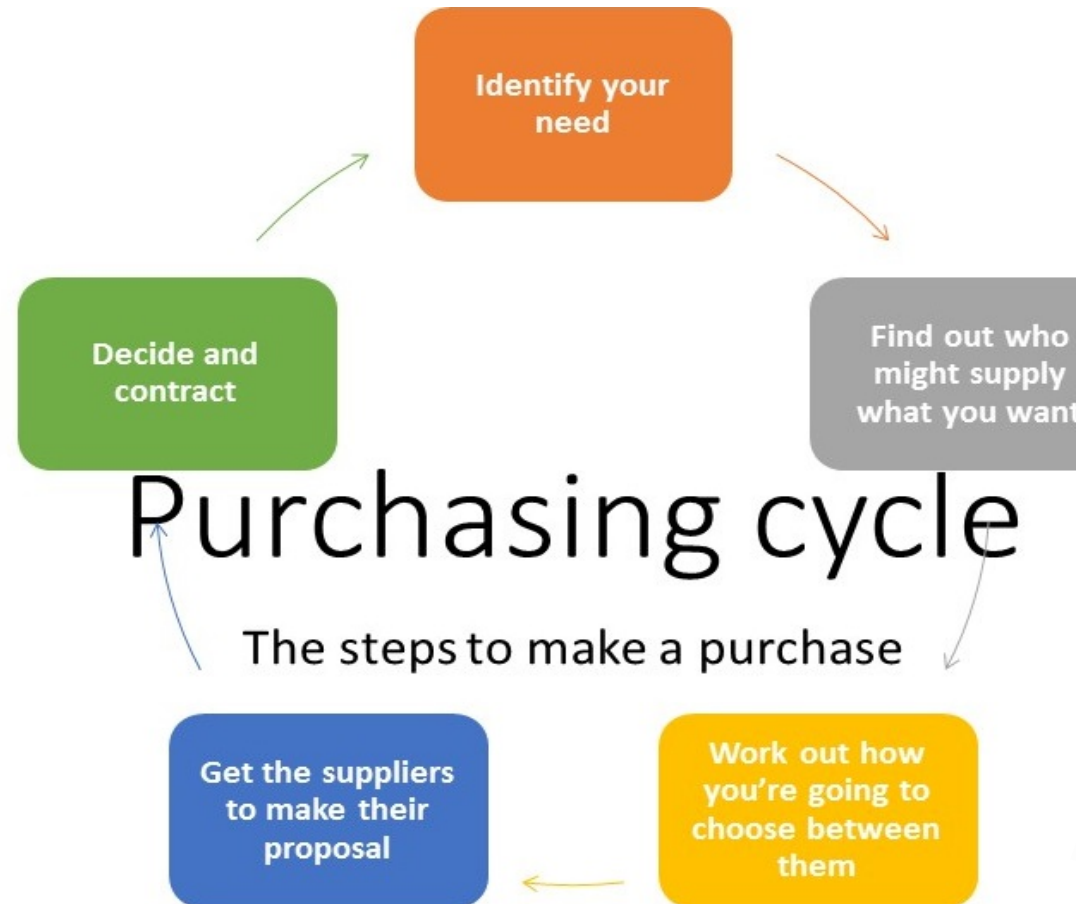 Identify your
need
Find out who
might supply
what you want
Work out how
you’re going to
choose between
them
Get the suppliers
to make their
proposal
Decide and
contract
Purchasing cycle
The steps to make a purchase